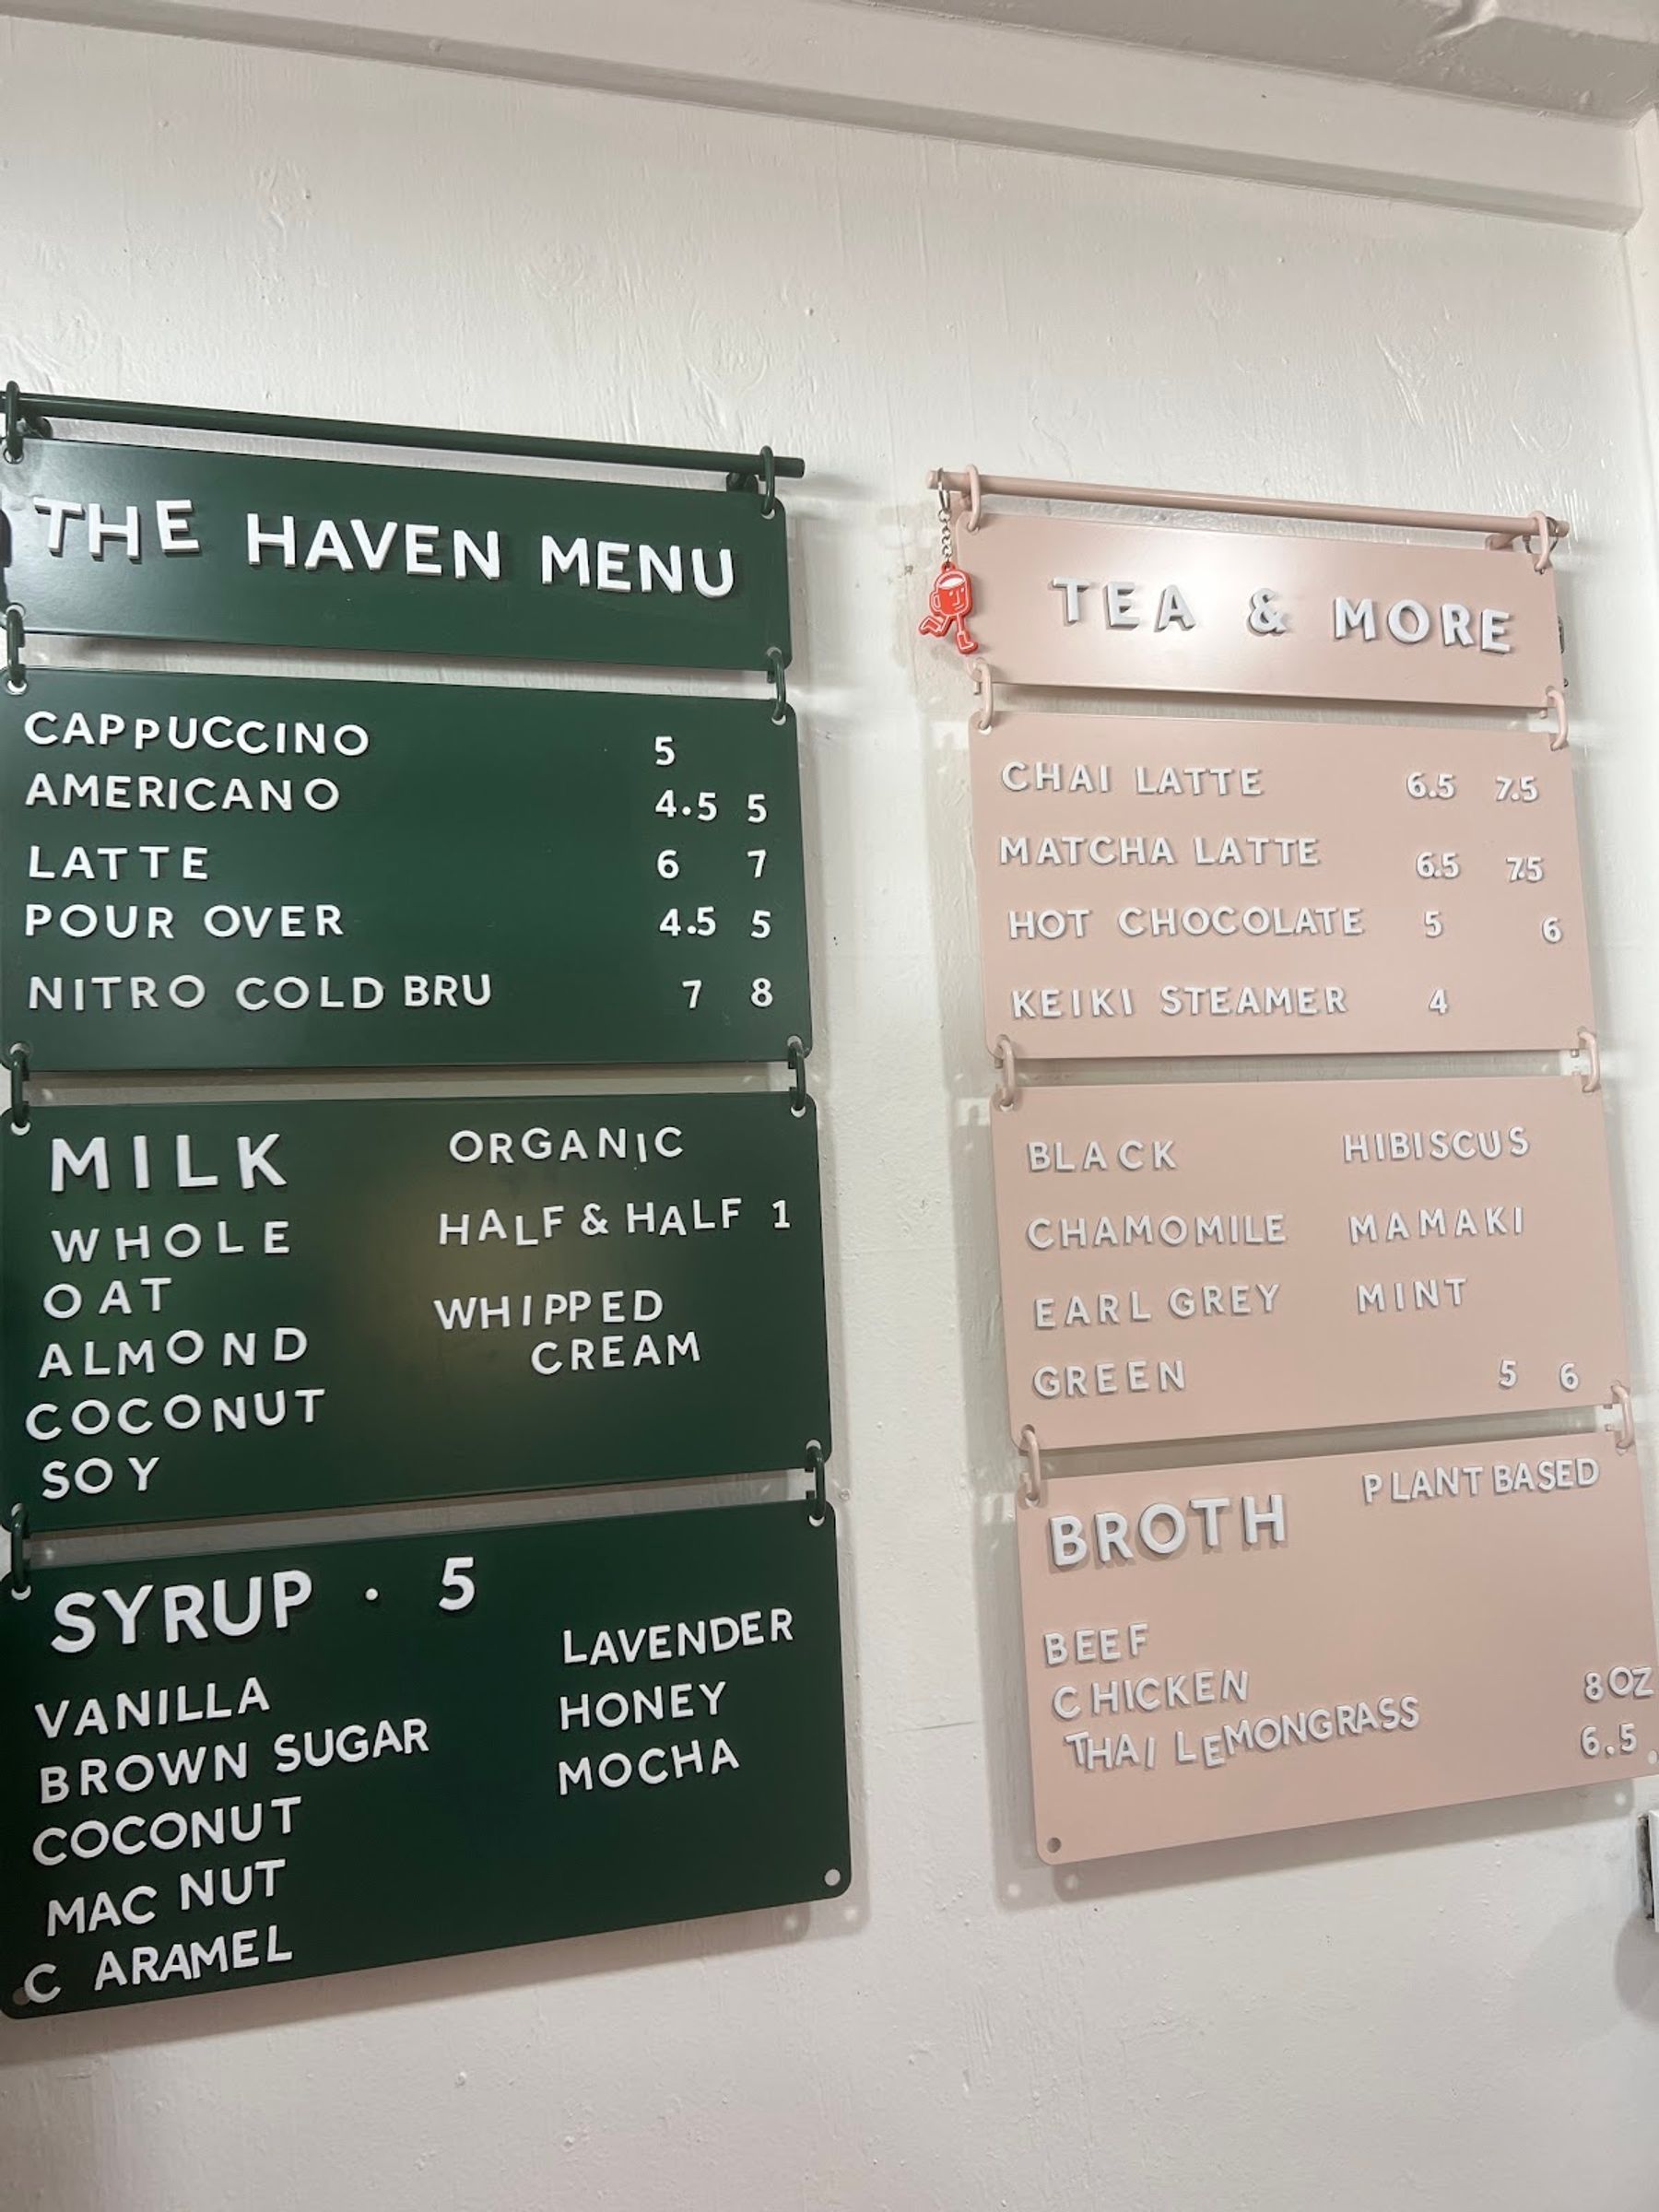 THE HAVEN MENU
CAPPUCCINO 5
AMERICANO 4.5 5
LATTE 6 7
POUR OVER 4.5 5
NITRO COLD BRU 7 8
MILK
WHOLE
OAT
ALMOND
COCONUT
SOY
ORGANIC
HALF & HALF 1
WHIPPED
CREAM
SYRUP · 5
VANILLA
BROWN SUGAR
COCONUT
MAC NUT
C ARAMEL
LAVENDER
HONEY
MOCHA
TEA & MORE
CHAI LATTE 6.5 7.5
MATCHA LATTE 6.5 7.5
HOT CHOCOLATE 5 6
KEIKI STEAMER 4
BLACK
CHAMOMILE
EARL GREY
GREEN
HIBISCUS
MAMAKI
MINT
5 6
BROTH
PLANT BASED
BEEF
CHICKEN
THAI LEMONGRASS
8OZ
6.5